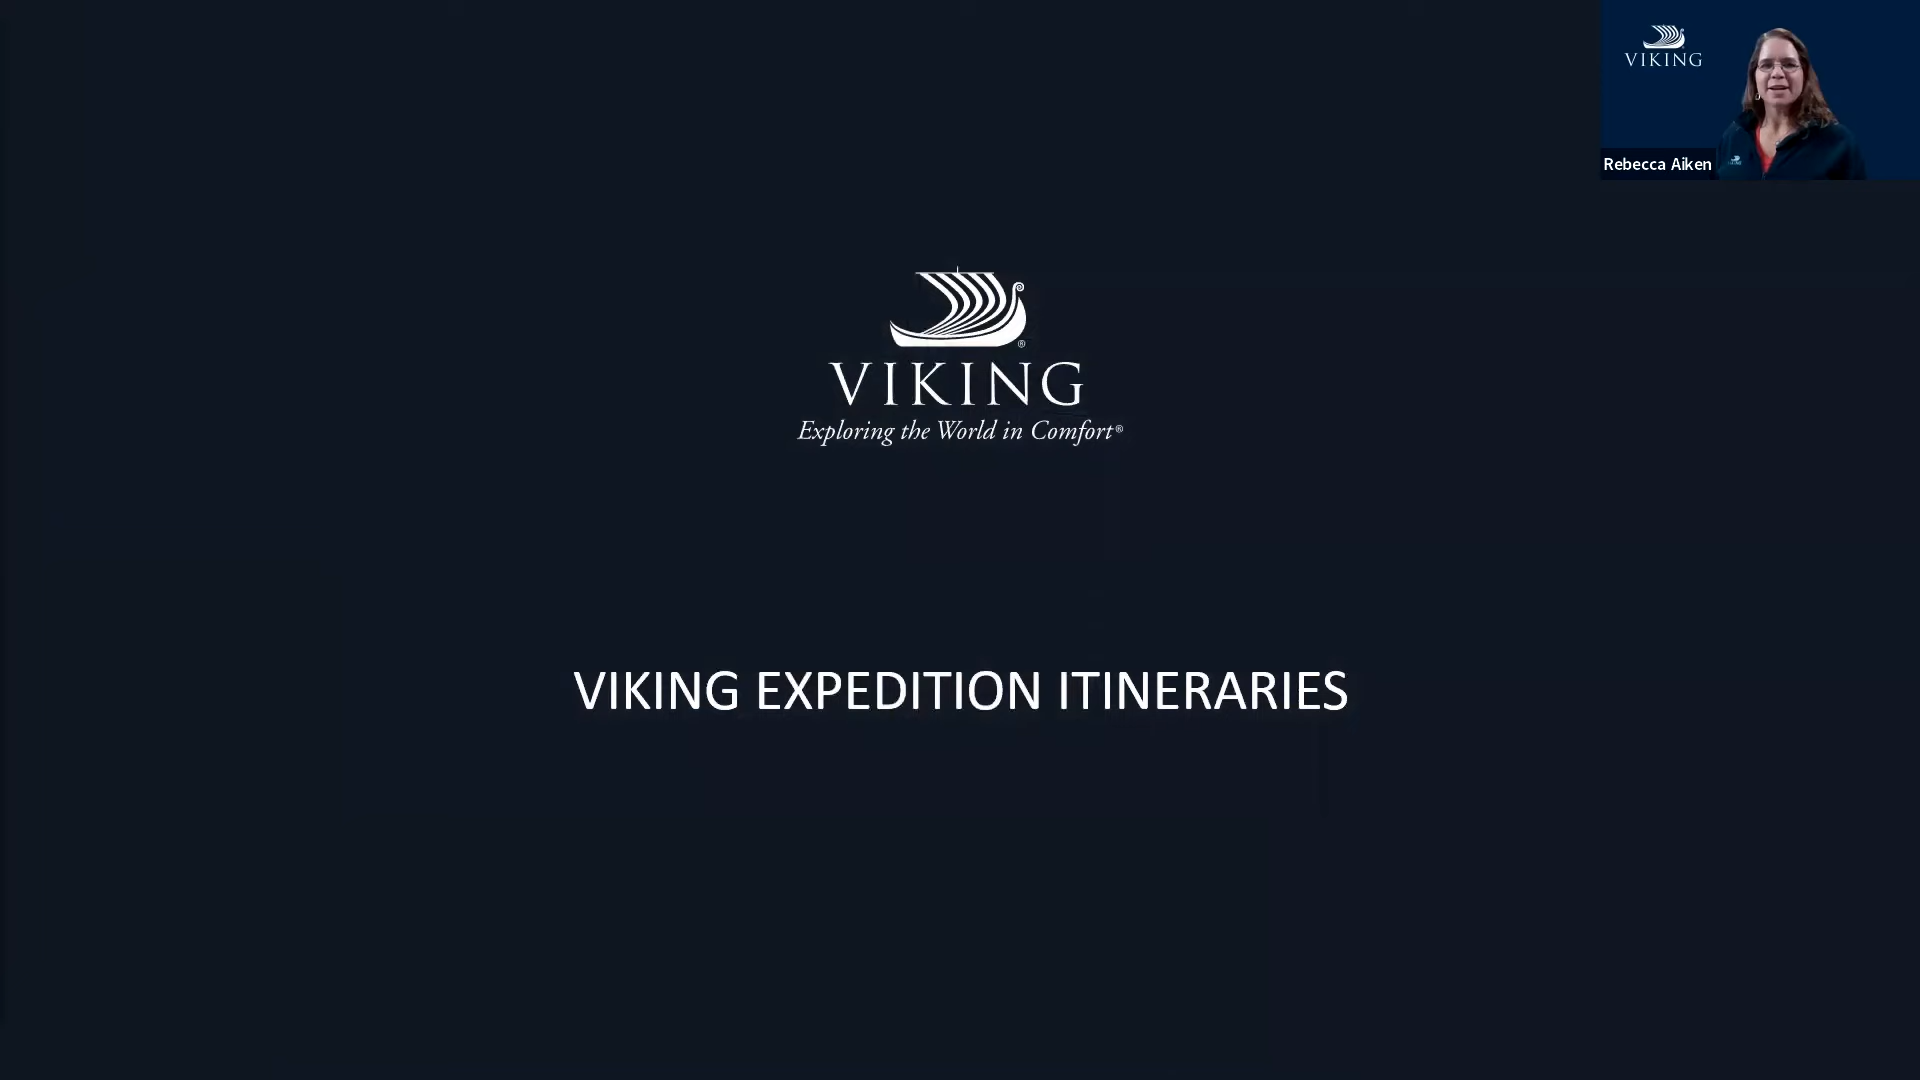 VIKING
Rebecca Aiken
VIKING
Exploring the World in Comfort®
VIKING EXPEDITION ITINERARIES